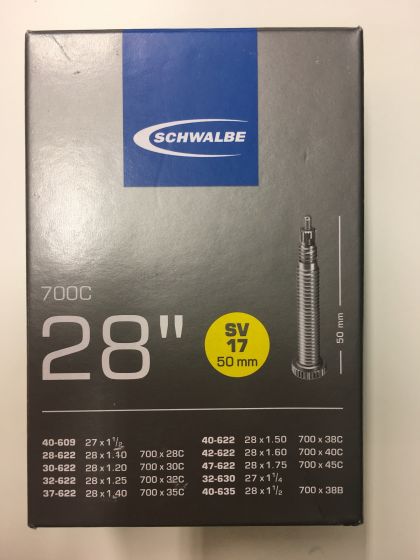 SCHWALBE
700C
28"
SV
17
50 mm
50 mm
40-609 27 x 1 1/2
28-622 28 x 1.10 700 x 28C
30-622 28 x 1.20 700 x 30C
32-622 28 x 1.25 700 x 32C
37-622 28 x 1.40 700 x 35C
40-622 28 x 1.50 700 x 38C
42-622 28 x 1.60 700 x 40C
47-622 28 x 1.75 700 x 45C
32-630 27 x 1 1/4
40-635 28 x 1 1/2 700 x 38B